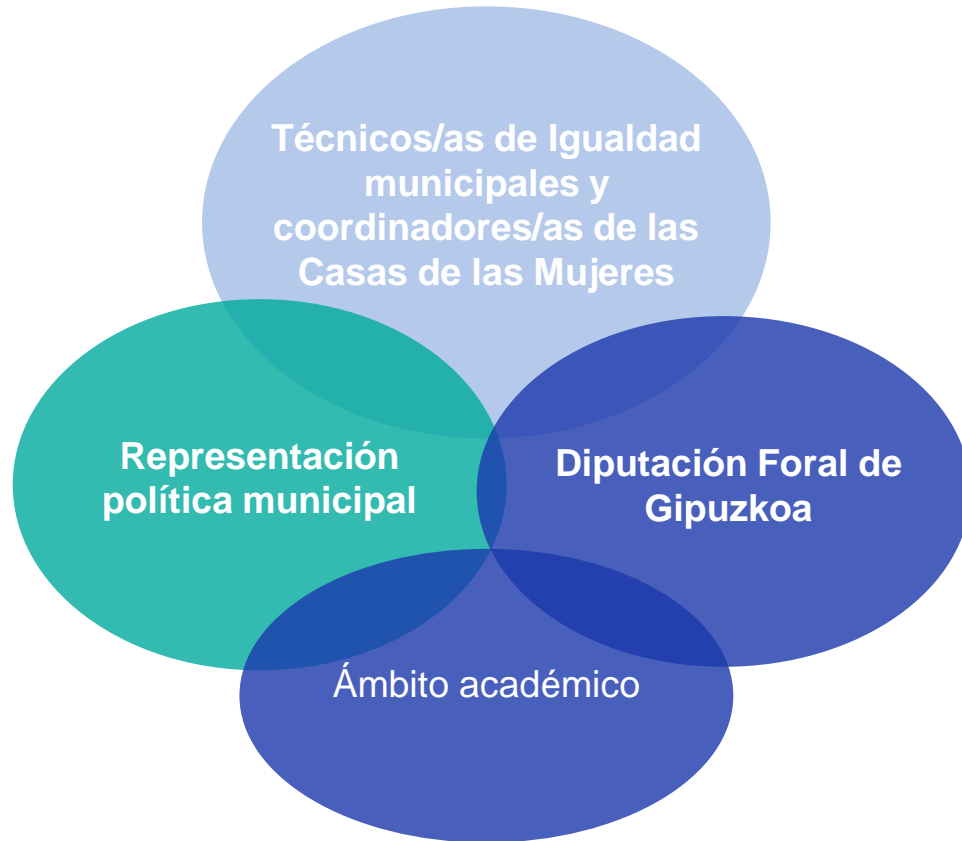 Técnicos/as de Igualdad
municipales y
coordinadores/as de las
Casas de las Mujeres
Representación
política municipal
Diputación Foral de
Gipuzkoa
Ámbito académico